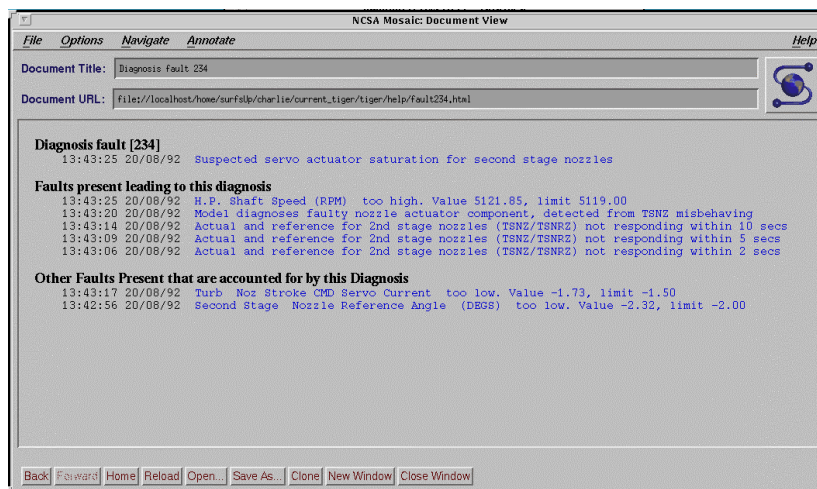 NCSA Mosaic: Document View
File Options Navigate Annotate Help
Document Title: Diagnosis fault 234
Document URL: file://localhost/home/surfsUp/charlie/current_tiger/tiger/help/fault234.html
Diagnosis fault [234]
13:43:25 20/08/92 Suspected servo actuator saturation for second stage nozzles
Faults present leading to this diagnosis
13:43:25 20/08/92 H.P. Shaft Speed (RPM) too high. Value 5121.85, limit 5119.00
13:43:20 20/08/92 Model diagnoses faulty nozzle actuator component, detected from TSNZ misbehaving
13:43:14 20/08/92 Actual and reference for 2nd stage nozzles (TSNZ/TSNRZ) not responding within 10 secs
13:43:09 20/08/92 Actual and reference for 2nd stage nozzles (TSNZ/TSNRZ) not responding within 5 secs
13:43:06 20/08/92 Actual and reference for 2nd stage nozzles (TSNZ/TSNRZ) not responding within 2 secs
Other Faults Present that are accounted for by this Diagnosis
13:43:17 20/08/92 Turb Noz Stroke CMD Servo Current too low. Value -1.73, limit -1.50
13:42:56 20/08/92 Second Stage Nozzle Reference Angle (DEGS) too low. Value -2.32, limit -2.00
Back Forward Home Reload Open... Save As... Clone New Window Close Window